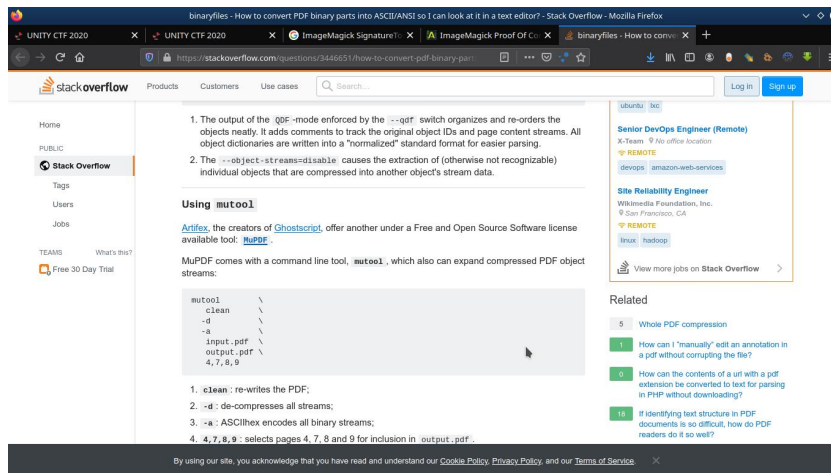 binaryfiles - How to convert PDF binary parts into ASCII/ANSI so I can look at it in a text editor? - Stack Overflow - Mozilla Firefox
UNITY CTF 2020
UNITY CTF 2020
ImageMagick SignatureTo
ImageMagick Proof Of Co
binaryfiles - How to conve
https://stackoverflow.com/questions/3446651/how-to-convert-pdf-binary-part
stackoverflow
Products
Customers
Use cases
Search...
Log in
Sign up
Home
PUBLIC
Stack Overflow
Tags
Users
Jobs
TEAMS
What's this?
Free 30 Day Trial
1. The output of the QDF -mode enforced by the --qdf switch organizes and re-orders the
objects neatly. It adds comments to track the original object IDs and page content streams. All
object dictionaries are written into a "normalized" standard format for easier parsing.
2. The --object-streams=disable causes the extraction of (otherwise not recognizable)
individual objects that are compressed into another object's stream data.
Using mutool
Artifex, the creators of Ghostscript, offer another under a Free and Open Source Software license
available tool: MuPDF .
MuPDF comes with a command line tool, mutool , which also can expand compressed PDF object
streams:
mutool \
clean \
-d \
-a \
input.pdf \
output.pdf \
4,7,8,9
1. clean : re-writes the PDF;
2. -d : de-compresses all streams;
3. -a : ASCIIhex encodes all binary streams;
4. 4,7,8,9 : selects pages 4, 7, 8 and 9 for inclusion in output.pdf .
ubuntu lxc
Senior DevOps Engineer (Remote)
X-Team No office location
REMOTE
devops amazon-web-services
Site Reliability Engineer
Wikimedia Foundation, Inc.
San Francisco, CA
REMOTE
linux hadoop
View more jobs on Stack Overflow
Related
5 Whole PDF compression
1 How can I "manually" edit an annotation in
a pdf without corrupting the file?
0 How can the contents of a url with a pdf
extension be converted to text for parsing
in PHP without downloading?
18 If identifying text structure in PDF
documents is so difficult, how do PDF
readers do it so well?
By using our site, you acknowledge that you have read and understand our Cookie Policy, Privacy Policy, and our Terms of Service.